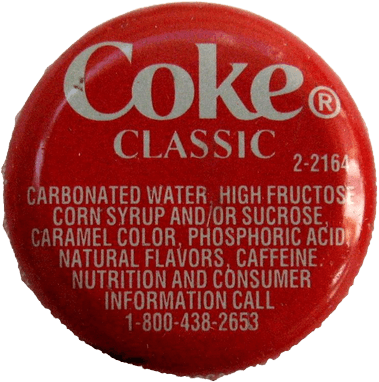 Coke®
CLASSIC
2-2164
CARBONATED WATER, HIGH FRUCTOSE
CORN SYRUP AND/OR SUCROSE,
CARAMEL COLOR, PHOSPHORIC ACID,
NATURAL FLAVORS, CAFFEINE.
NUTRITION AND CONSUMER
INFORMATION CALL
1-800-438-2653